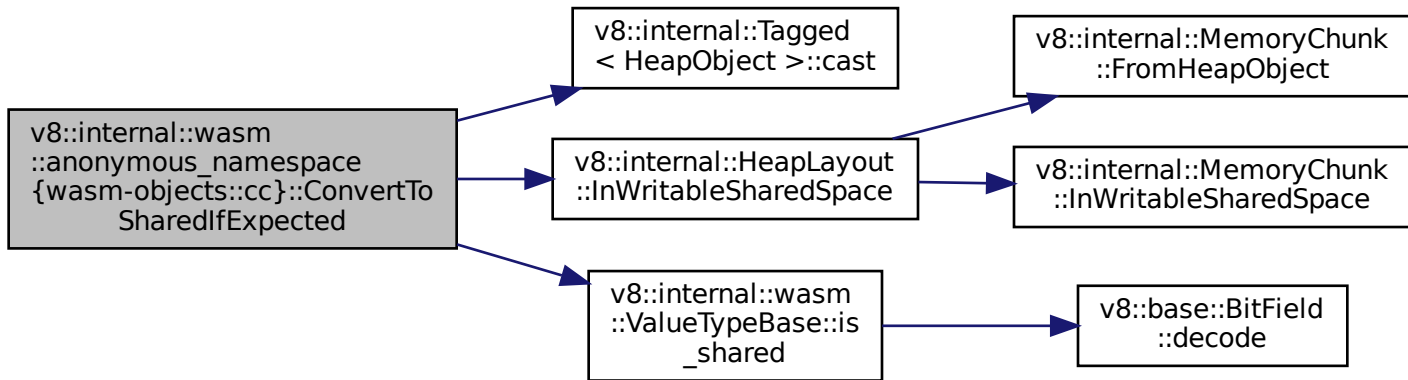 v8::internal::wasm
::anonymous_namespace
{wasm-objects::cc}::ConvertTo
SharedIfExpected
v8::internal::Tagged
< HeapObject >::cast
v8::internal::HeapLayout
::InWritableSharedSpace
v8::internal::wasm
::ValueTypeBase::is
_shared
v8::internal::MemoryChunk
::FromHeapObject
v8::internal::MemoryChunk
::InWritableSharedSpace
v8::base::BitField
::decode